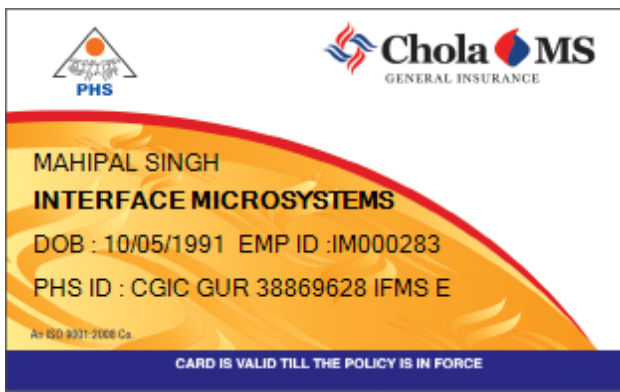 PHS
Chola MS
GENERAL INSURANCE
MAHIPAL SINGH
INTERFACE MICROSYSTEMS
DOB : 10/05/1991 EMP ID :IM000283
PHS ID : CGIC GUR 38869628 IFMS E
An ISO 9001:2008 Co.
CARD IS VALID TILL THE POLICY IS IN FORCE